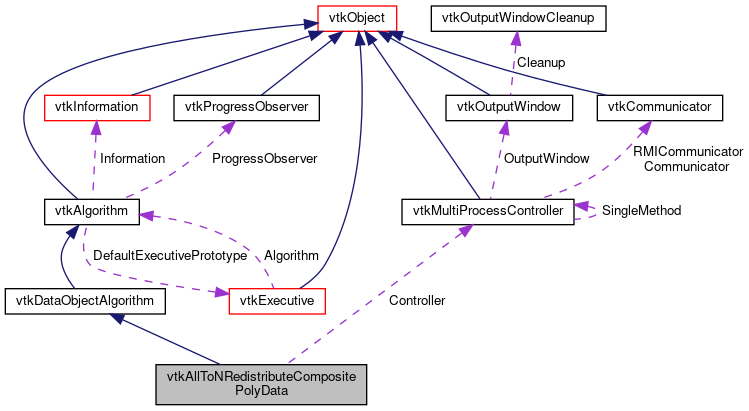 vtkObject
vtkOutputWindowCleanup
Cleanup
vtkInformation
vtkProgressObserver
vtkOutputWindow
vtkCommunicator
Information
ProgressObserver
OutputWindow
RMICommunicator
Communicator
vtkAlgorithm
vtkMultiProcessController
SingleMethod
DefaultExecutivePrototype
Algorithm
vtkDataObjectAlgorithm
vtkExecutive
Controller
vtkAllToNRedistributeComposite
PolyData